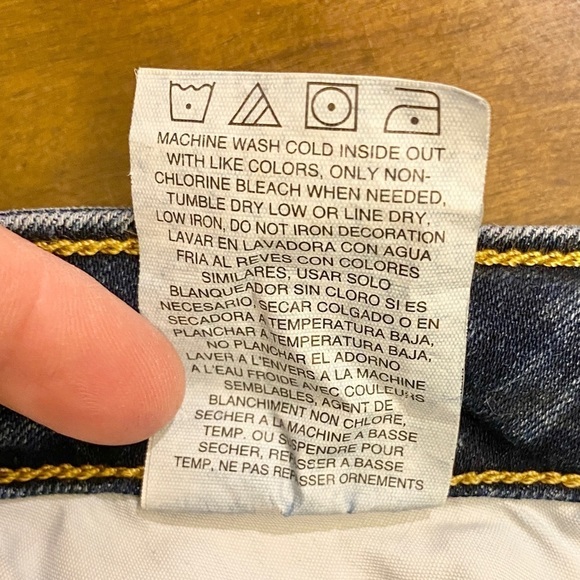 MACHINE WASH COLD INSIDE OUT
WITH LIKE COLORS, ONLY NON-
CHLORINE BLEACH WHEN NEEDED,
TUMBLE DRY LOW OR LINE DRY,
LOW IRON, DO NOT IRON DECORATION
LAVAR EN LAVADORA CON AGUA
FRIA AL REVES CON COLORES
SIMILARES, USAR SOLO
BLANQUEADOR SIN CLORO SI ES
NECESARIO, SECAR COLGADO O EN
SECADORA A TEMPERATURA BAJA,
PLANCHAR A TEMPERATURA BAJA,
NO PLANCHAR EL ADORNO
LAVER A L'ENVERS A LA MACHINE
A L'EAU FROIDE AVEC COULEURS
SEMBLABLES, AGENT DE
BLANCHIMENT NON CHLORE,
SECHER A LA MACHINE A BASSE
TEMP. OU SUSPENDRE POUR
SECHER, REPASSER A BASSE
TEMP, NE PAS REPASSER ORNEMENTS